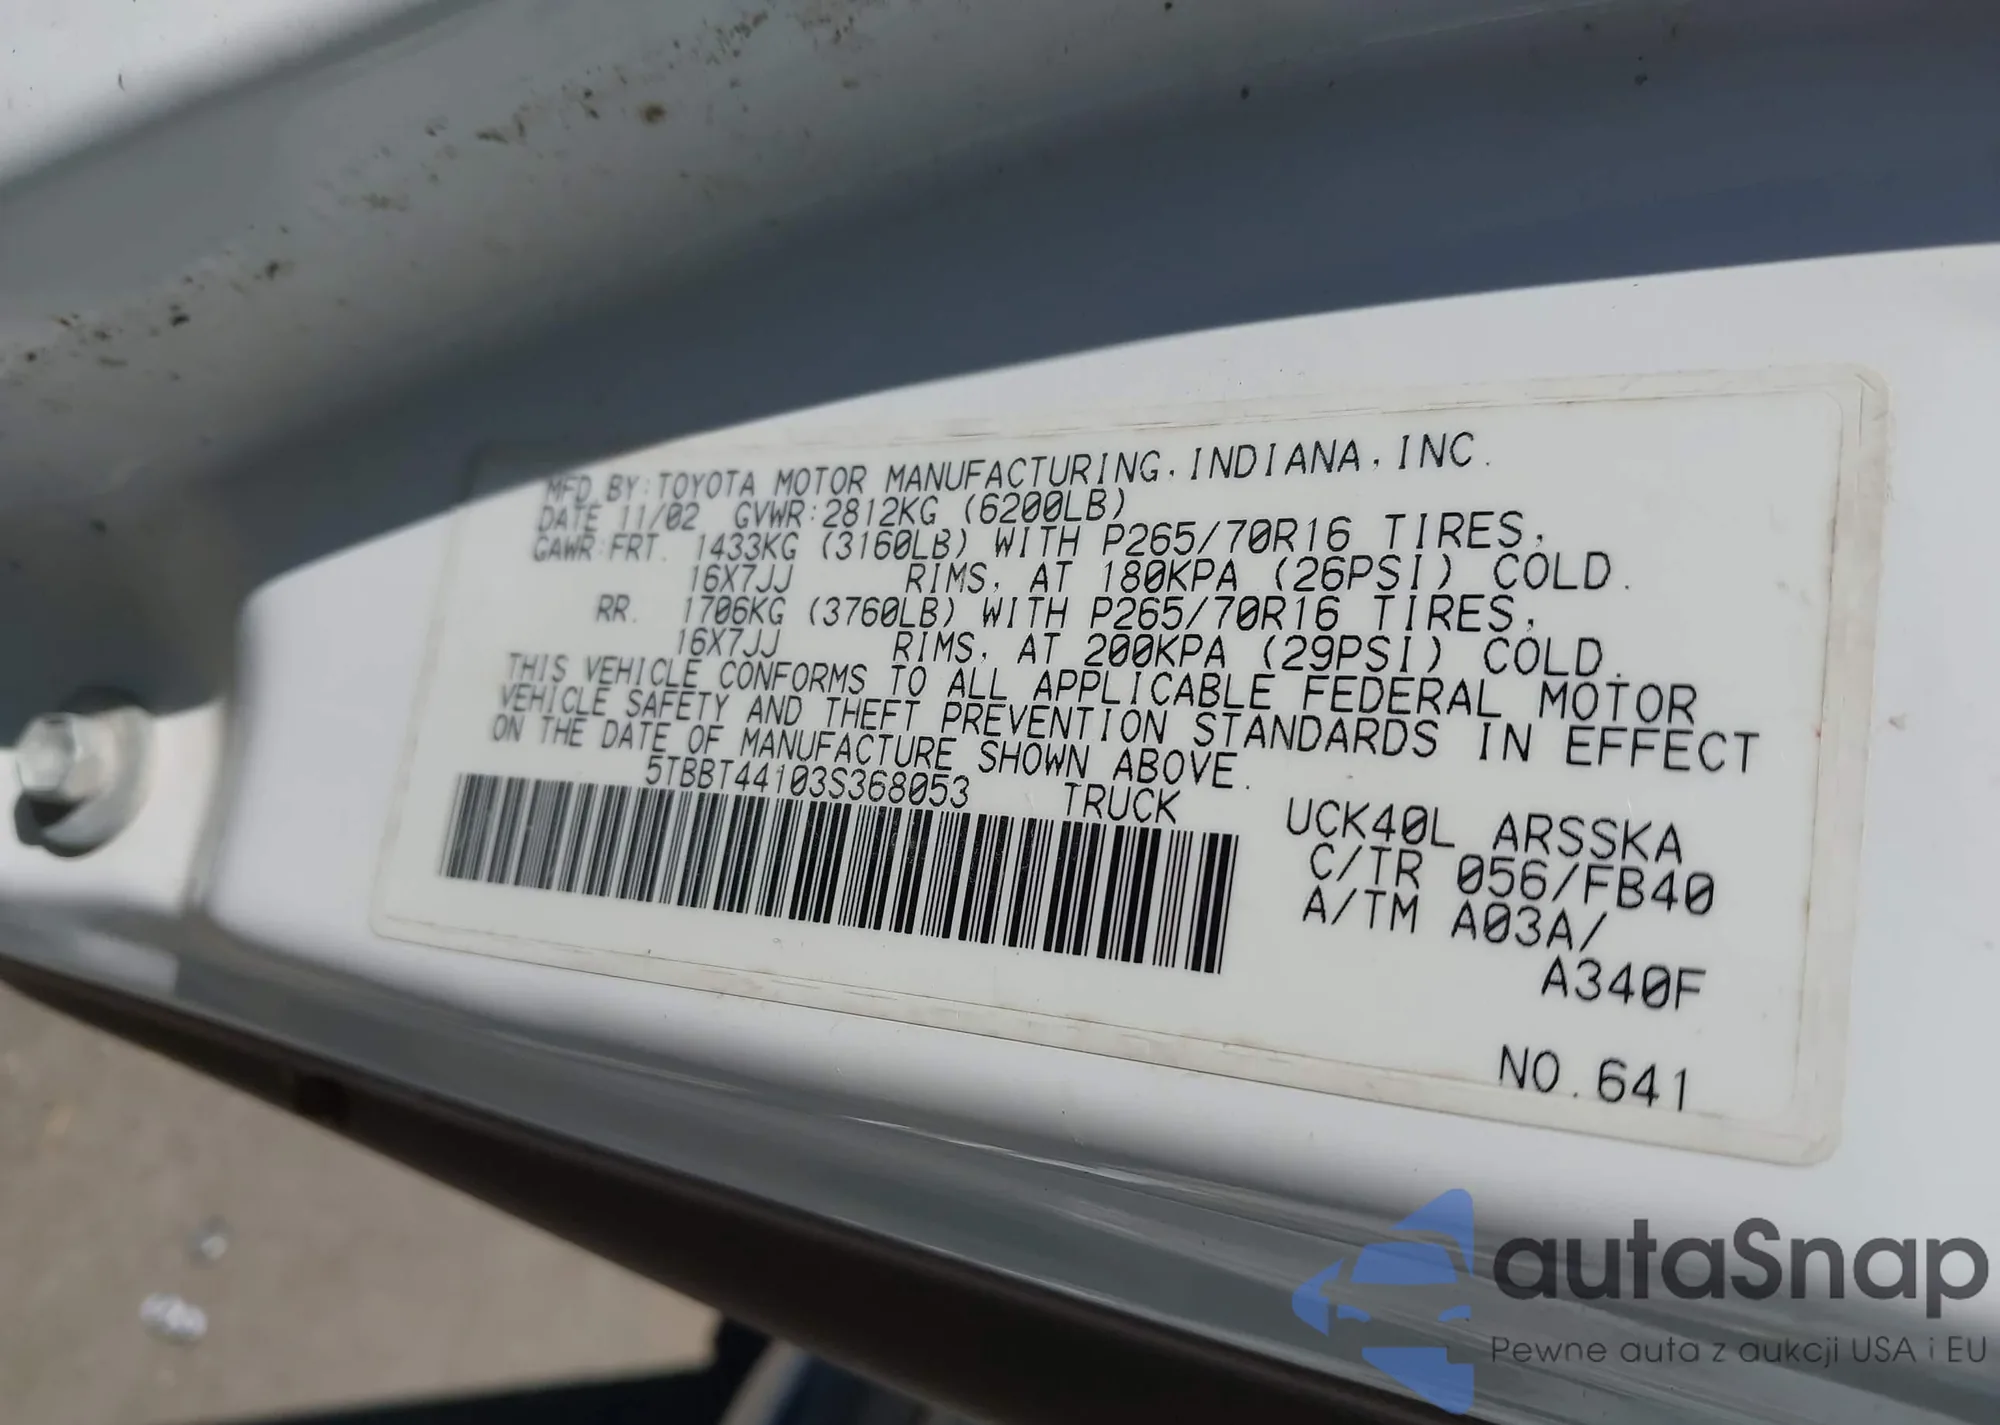 MFD. BY: TOYOTA MOTOR MANUFACTURING, INDIANA, INC.
DATE 11/02 GVWR: 2812KG (6200LB)
GAWR: FRT. 1433KG (3160LB) WITH P265/70R16 TIRES,
16X7JJ RIMS, AT 180KPA (26PSI) COLD.
RR. 1706KG (3760LB) WITH P265/70R16 TIRES,
16X7JJ RIMS, AT 200KPA (29PSI) COLD.
THIS VEHICLE CONFORMS TO ALL APPLICABLE FEDERAL MOTOR
VEHICLE SAFETY AND THEFT PREVENTION STANDARDS IN EFFECT
ON THE DATE OF MANUFACTURE SHOWN ABOVE.
5TBBT44103S368053 TRUCK
UCK40L ARSSKA
C/TR 056/FB40
A/TM A03A/
A340F
NO. 641
autaSnap
Pewne auta z aukcji USA i EU